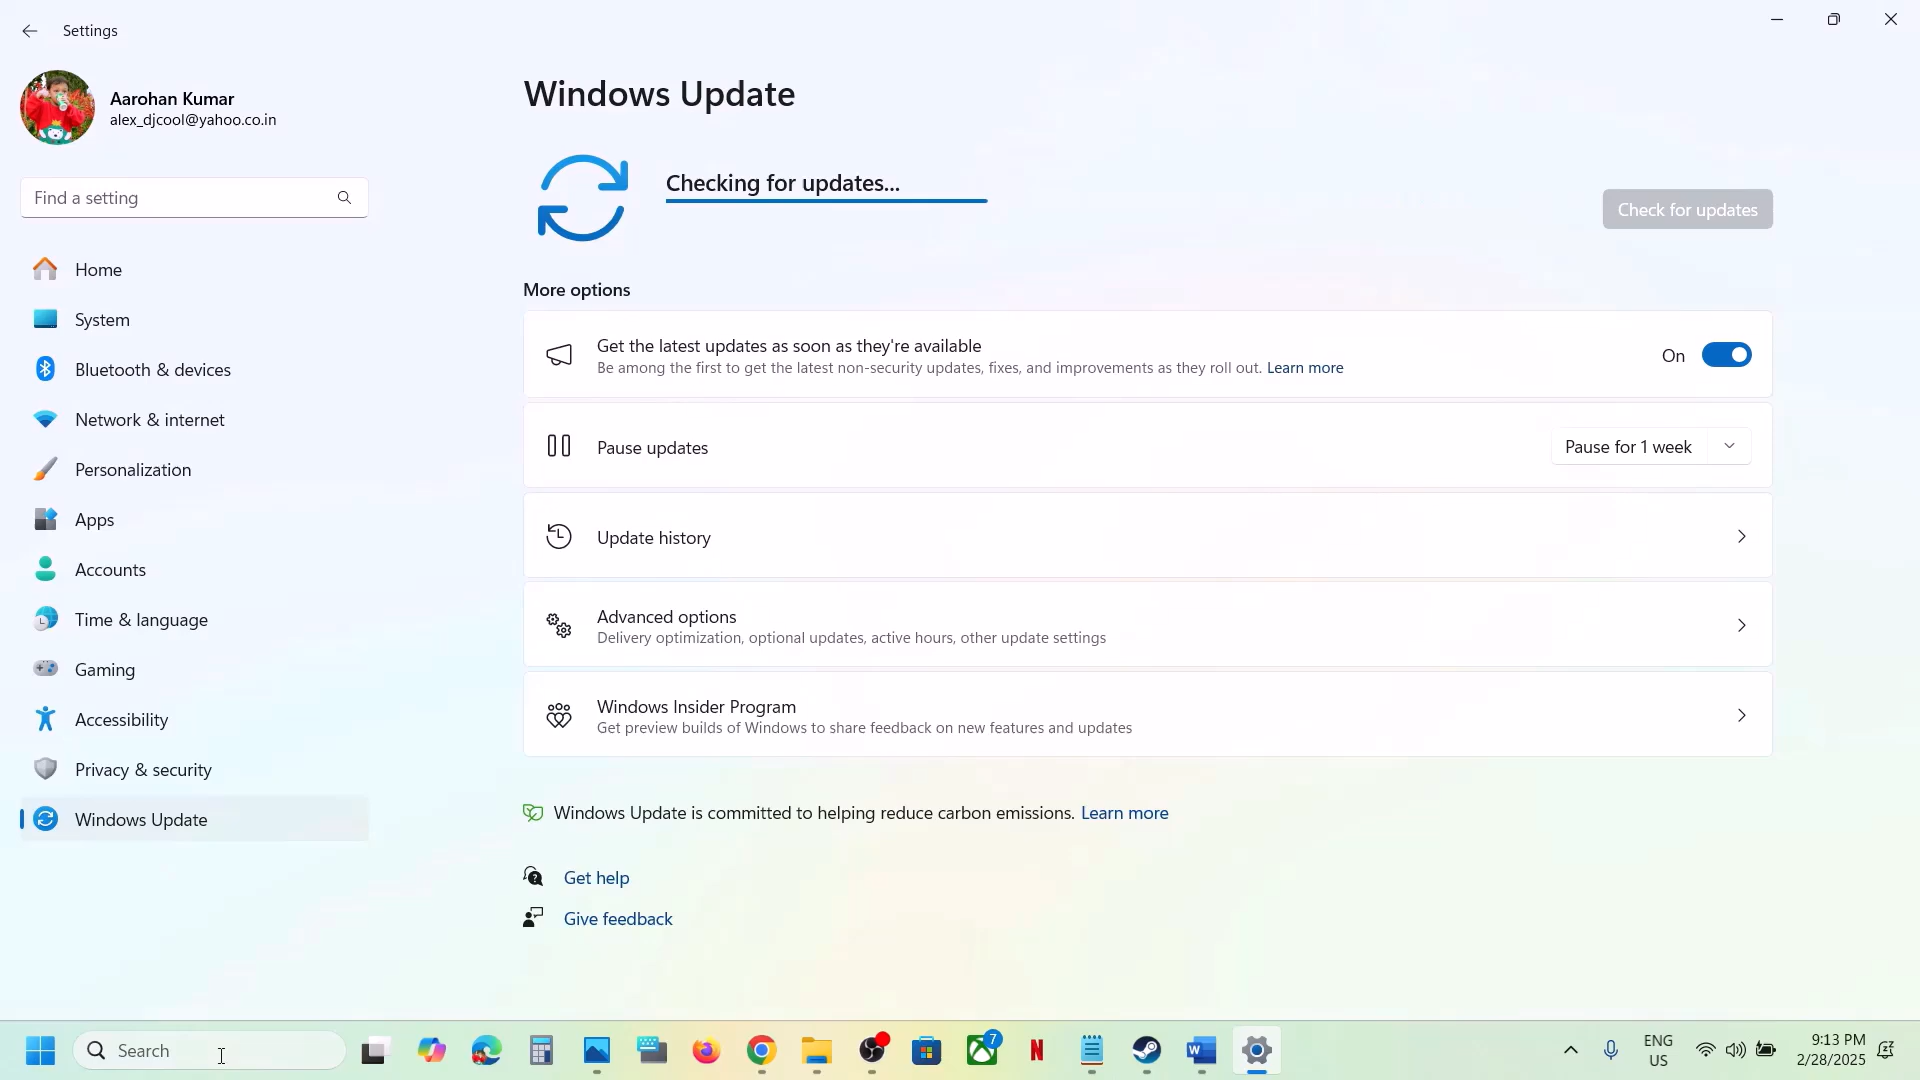 Settings
Aarohan Kumar
alex_djcool@yahoo.co.in
Find a setting
Home
System
Bluetooth & devices
Network & internet
Personalization
Apps
Accounts
Time & language
Gaming
Accessibility
Privacy & security
Windows Update
Windows Update
Checking for updates...
Check for updates
More options
Get the latest updates as soon as they're available
Be among the first to get the latest non-security updates, fixes, and improvements as they roll out. Learn more
On
Pause updates
Pause for 1 week
Update history
Advanced options
Delivery optimization, optional updates, active hours, other update settings
Windows Insider Program
Get preview builds of Windows to share feedback on new features and updates
Windows Update is committed to helping reduce carbon emissions. Learn more
Get help
Give feedback
Search
7
ENG
US
9:13 PM
2/28/2025